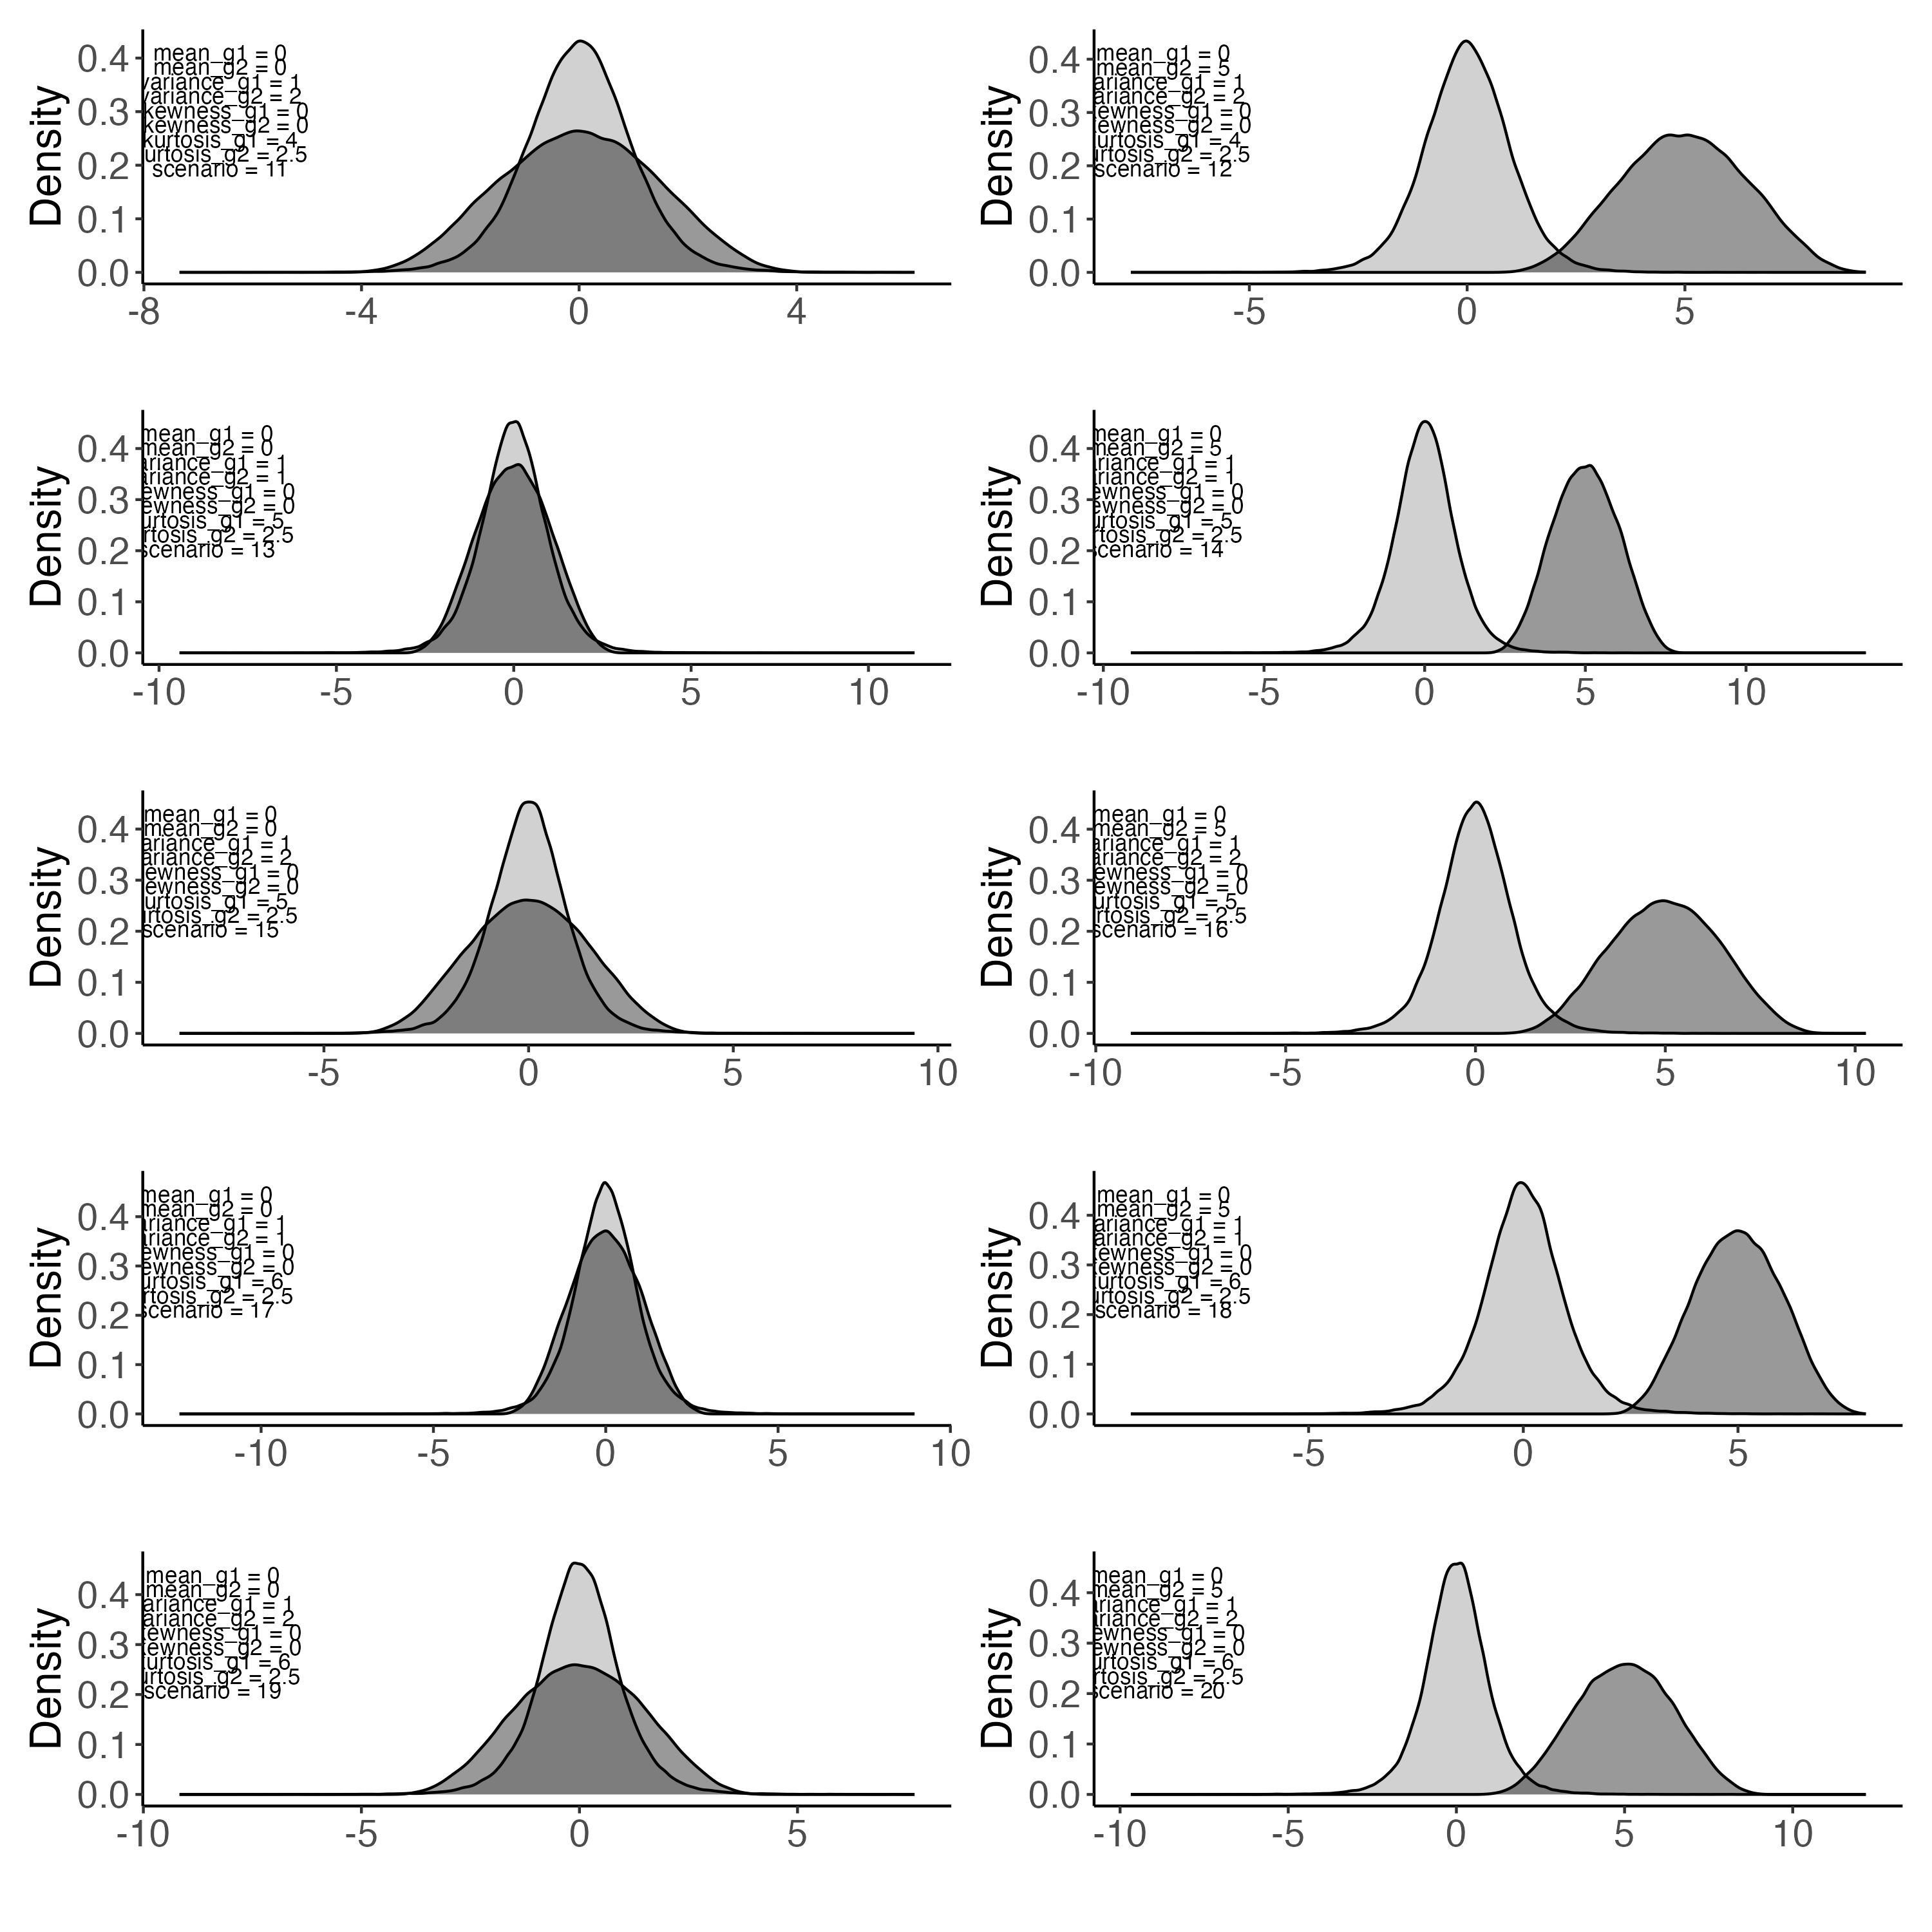 Density
0.4
0.3
0.2
0.1
0.0
mean_g1 = 0
mean_g2 = 0
variance_g1 = 1
variance_g2 = 2
kewness_g1 = 0
kewness_g2 = 0
kurtosis_g1 = 4
urtosis_g2 = 2.5
scenario = 11
-8 -4 0 4
Density
0.4
0.3
0.2
0.1
0.0
mean_g1 = 0
mean_g2 = 5
ariance_g1 = 1
ariance_g2 = 2
ewness_g1 = 0
ewness_g2 = 0
urtosis_g1 = 4
urtosis_g2 = 2.5
scenario = 12
-5 0 5
Density
0.4
0.3
0.2
0.1
0.0
mean_g1 = 0
mean_g2 = 0
ariance_g1 = 1
ariance_g2 = 1
ewness_g1 = 0
ewness_g2 = 0
urtosis_g1 = 5
rtosis_g2 = 2.5
scenario = 13
-10 -5 0 5 10
Density
0.4
0.3
0.2
0.1
0.0
mean_g1 = 0
mean_g2 = 5
riance_g1 = 1
riance_g2 = 1
ewness_g1 = 0
ewness_g2 = 0
urtosis_g1 = 5
rtosis_g2 = 2.5
scenario = 14
-10 -5 0 5 10
Density
0.4
0.3
0.2
0.1
0.0
mean_g1 = 0
mean_g2 = 0
ariance_g1 = 1
ariance_g2 = 2
ewness_g1 = 0
ewness_g2 = 0
urtosis_g1 = 5
urtosis_g2 = 2.5
scenario = 15
-5 0 5 10
Density
0.4
0.3
0.2
0.1
0.0
mean_g1 = 0
mean_g2 = 5
ariance_g1 = 1
ariance_g2 = 2
ewness_g1 = 0
ewness_g2 = 0
urtosis_g1 = 5
rtosis_g2 = 2.5
scenario = 16
-10 -5 0 5 10
Density
0.4
0.3
0.2
0.1
0.0
mean_g1 = 0
mean_g2 = 0
ariance_g1 = 1
ariance_g2 = 1
ewness_g1 = 0
ewness_g2 = 0
urtosis_g1 = 6
rtosis_g2 = 2.5
scenario = 17
-10 -5 0 5 10
Density
0.4
0.3
0.2
0.1
0.0
mean_g1 = 0
mean_g2 = 5
ariance_g1 = 1
ariance_g2 = 1
ewness_g1 = 0
ewness_g2 = 0
urtosis_g1 = 6
urtosis_g2 = 2.5
scenario = 18
-5 0 5
Density
0.4
0.3
0.2
0.1
0.0
mean_g1 = 0
mean_g2 = 0
ariance_g1 = 1
ariance_g2 = 2
ewness_g1 = 0
ewness_g2 = 0
urtosis_g1 = 6
urtosis_g2 = 2.5
scenario = 19
-10 -5 0 5
Density
0.4
0.3
0.2
0.1
0.0
mean_g1 = 0
mean_g2 = 5
riance_g1 = 1
riance_g2 = 2
ewness_g1 = 0
ewness_g2 = 0
urtosis_g1 = 6
rtosis_g2 = 2.5
scenario = 20
-10 -5 0 5 10